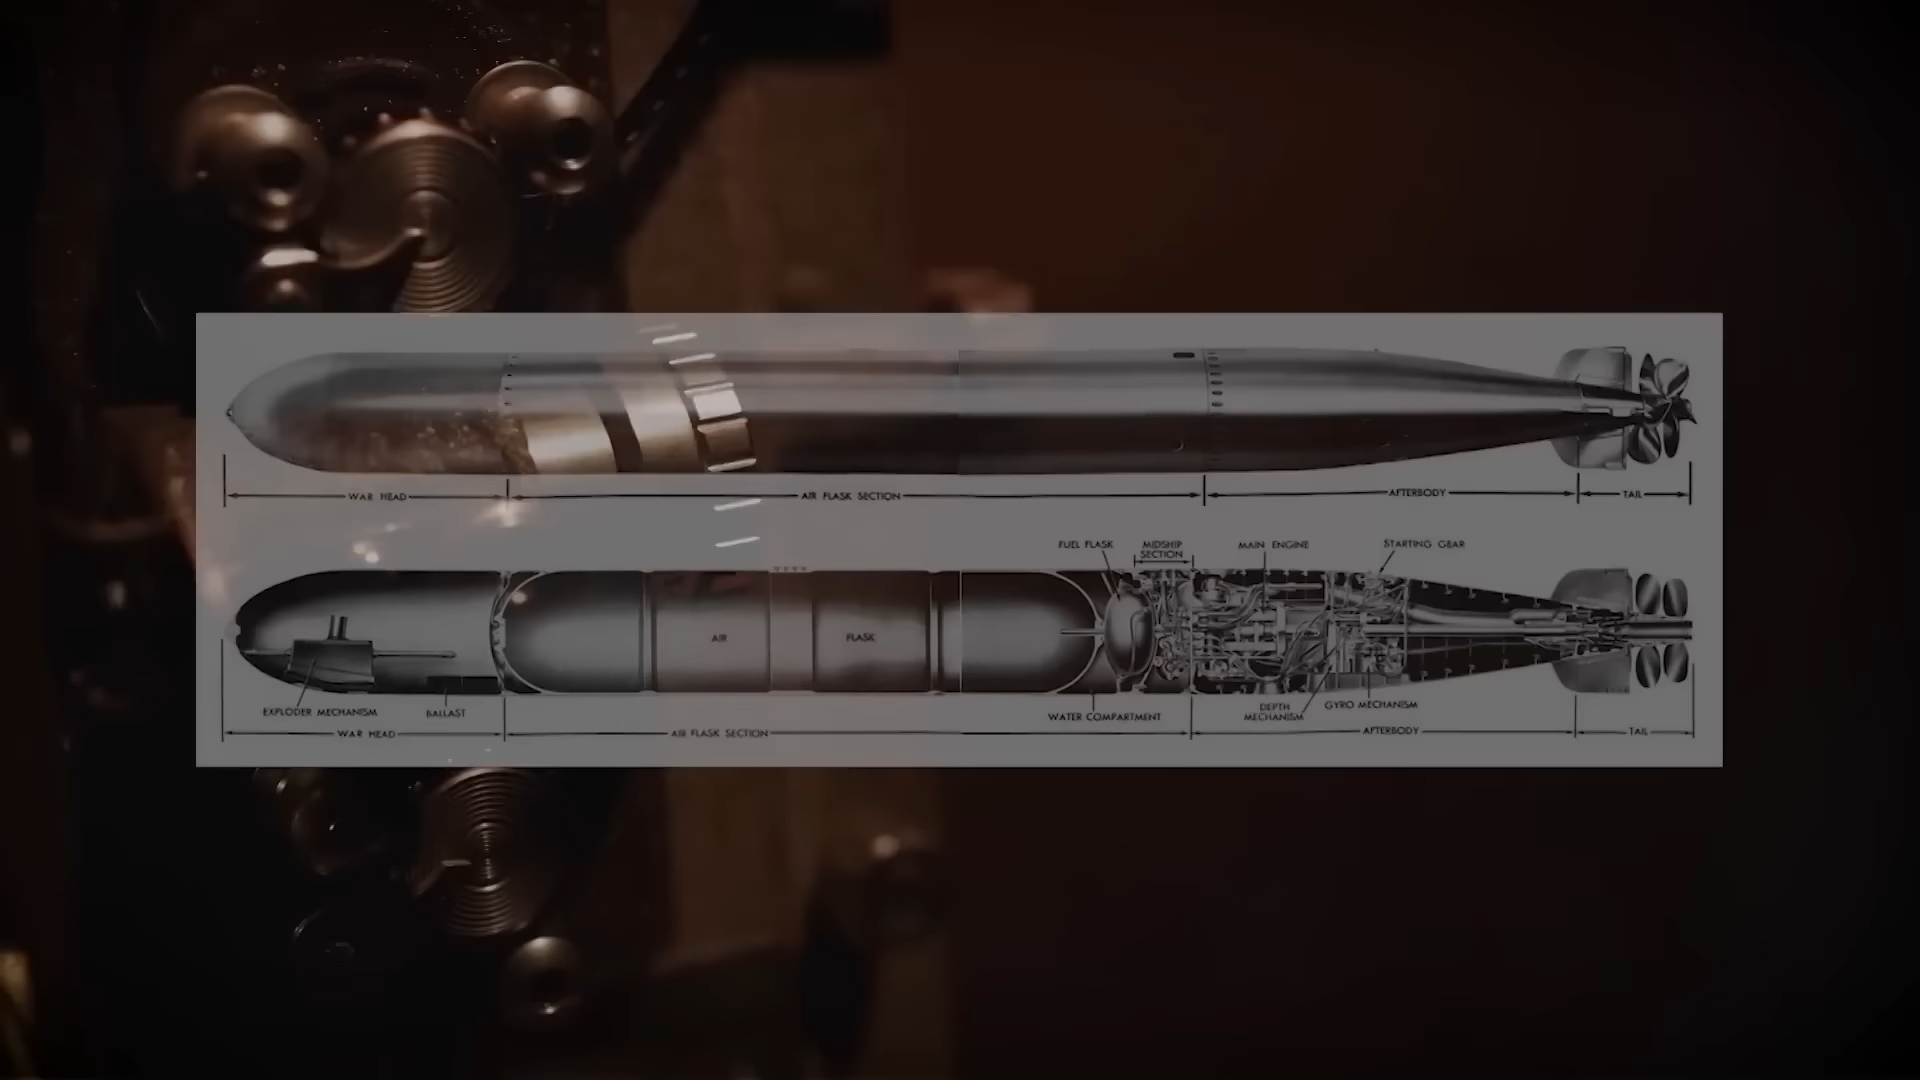 WAR HEAD
AIR FLASK SECTION
AFTERBODY
TAIL
FUEL FLASK
MIDSHIP
SECTION
MAIN ENGINE
STARTING GEAR
AIR
FLASK
EXPLODER MECHANISM
BALLAST
WATER COMPARTMENT
DEPTH
MECHANISM
GYRO MECHANISM
WAR HEAD
AIR FLASK SECTION
AFTERBODY
TAIL